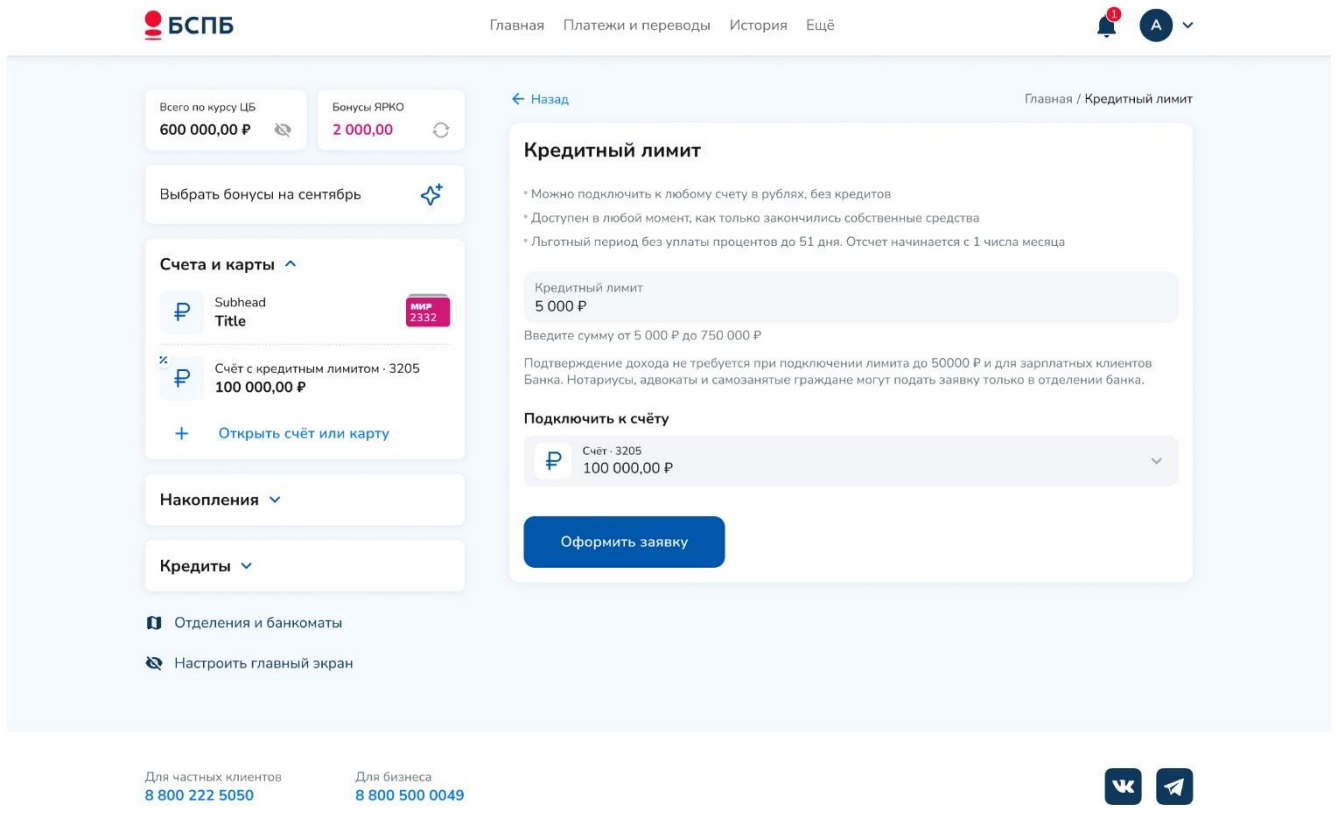 БСПБ
Главная Платежи и переводы История Ещё
1
А
Всего по курсу ЦБ
600 000,00 ₽
Бонусы ЯРКО
2 000,00
Выбрать бонусы на сентябрь
Счета и карты
Subhead
Title
МИР
2332
%
Счёт с кредитным лимитом · 3205
100 000,00 ₽
+ Открыть счёт или карту
Накопления
Кредиты
Отделения и банкоматы
Настроить главный экран
← Назад
Главная / Кредитный лимит
Кредитный лимит
• Можно подключить к любому счету в рублях, без кредитов
• Доступен в любой момент, как только закончились собственные средства
• Льготный период без уплаты процентов до 51 дня. Отсчет начинается с 1 числа месяца
Кредитный лимит
5 000 ₽
Введите сумму от 5 000 ₽ до 750 000 ₽
Подтверждение дохода не требуется при подключении лимита до 50000 ₽ и для зарплатных клиентов
Банка. Нотариусы, адвокаты и самозанятые граждане могут подать заявку только в отделении банка.
Подключить к счёту
₽
Счёт · 3205
100 000,00 ₽
Оформить заявку
Для частных клиентов
8 800 222 5050
Для бизнеса
8 800 500 0049